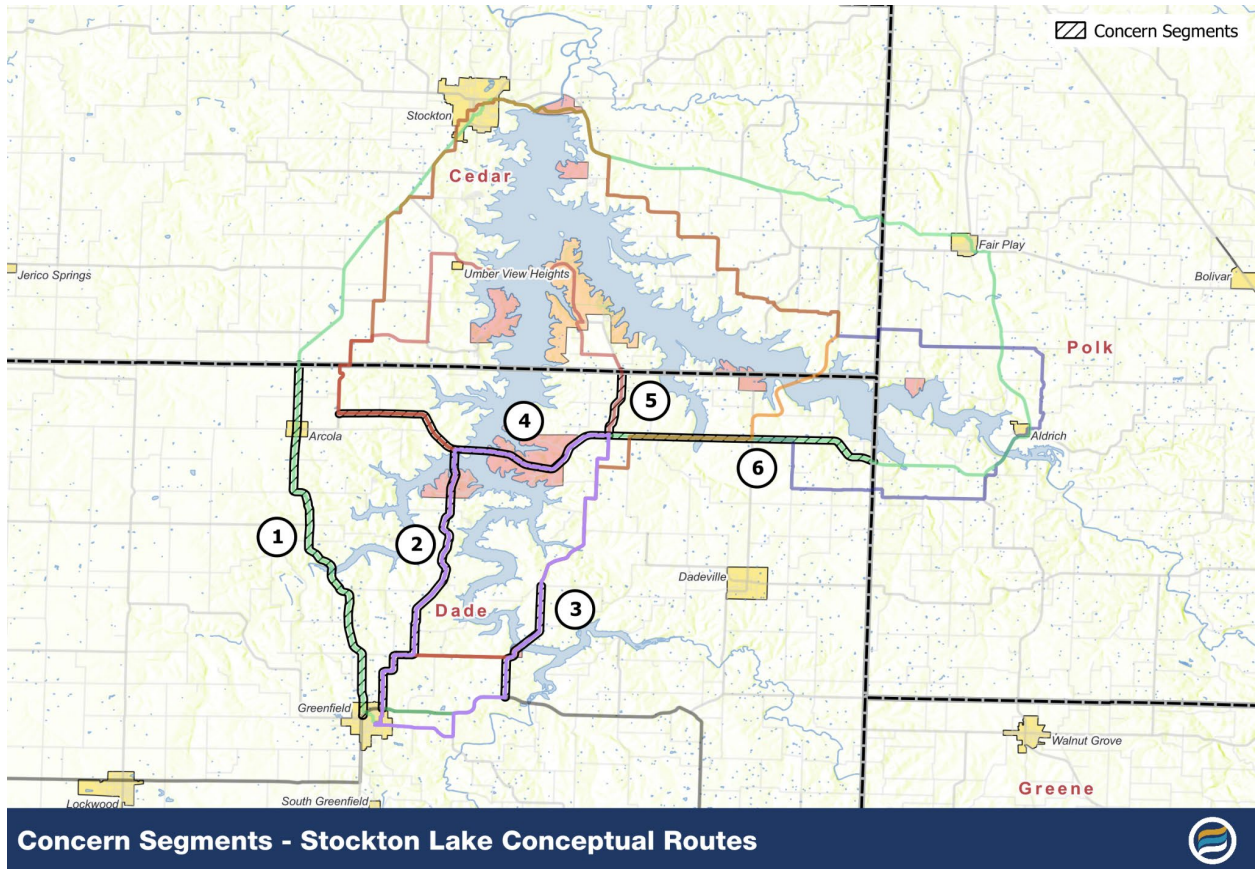 Concern Segments
Stockton
Cedar
Jerico Springs
Umber View Heights
Fair Play
Bolivar
Polk
5
4
Arcola
Aldrich
6
1
2
Dadeville
Dade
3
Greenfield
Walnut Grove
Greene
Lockwood
South Greenfield
Concern Segments - Stockton Lake Conceptual Routes